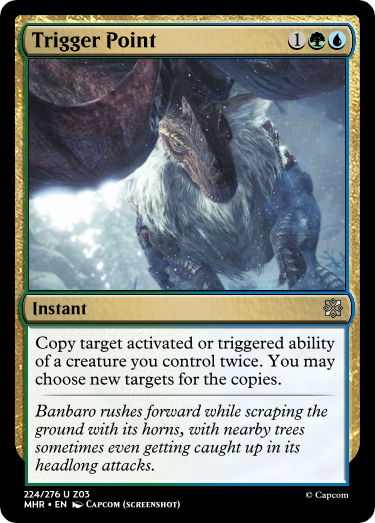 Trigger Point 1
Instant
Copy target activated or triggered ability
of a creature you control twice. You may
choose new targets for the copies.
Banbaro rushes forward while scraping the
ground with its horns, with nearby trees
sometimes even getting caught up in its
headlong attacks.
224/276 U Z03
MHR • EN CAPCOM (SCREENSHOT)
© Capcom